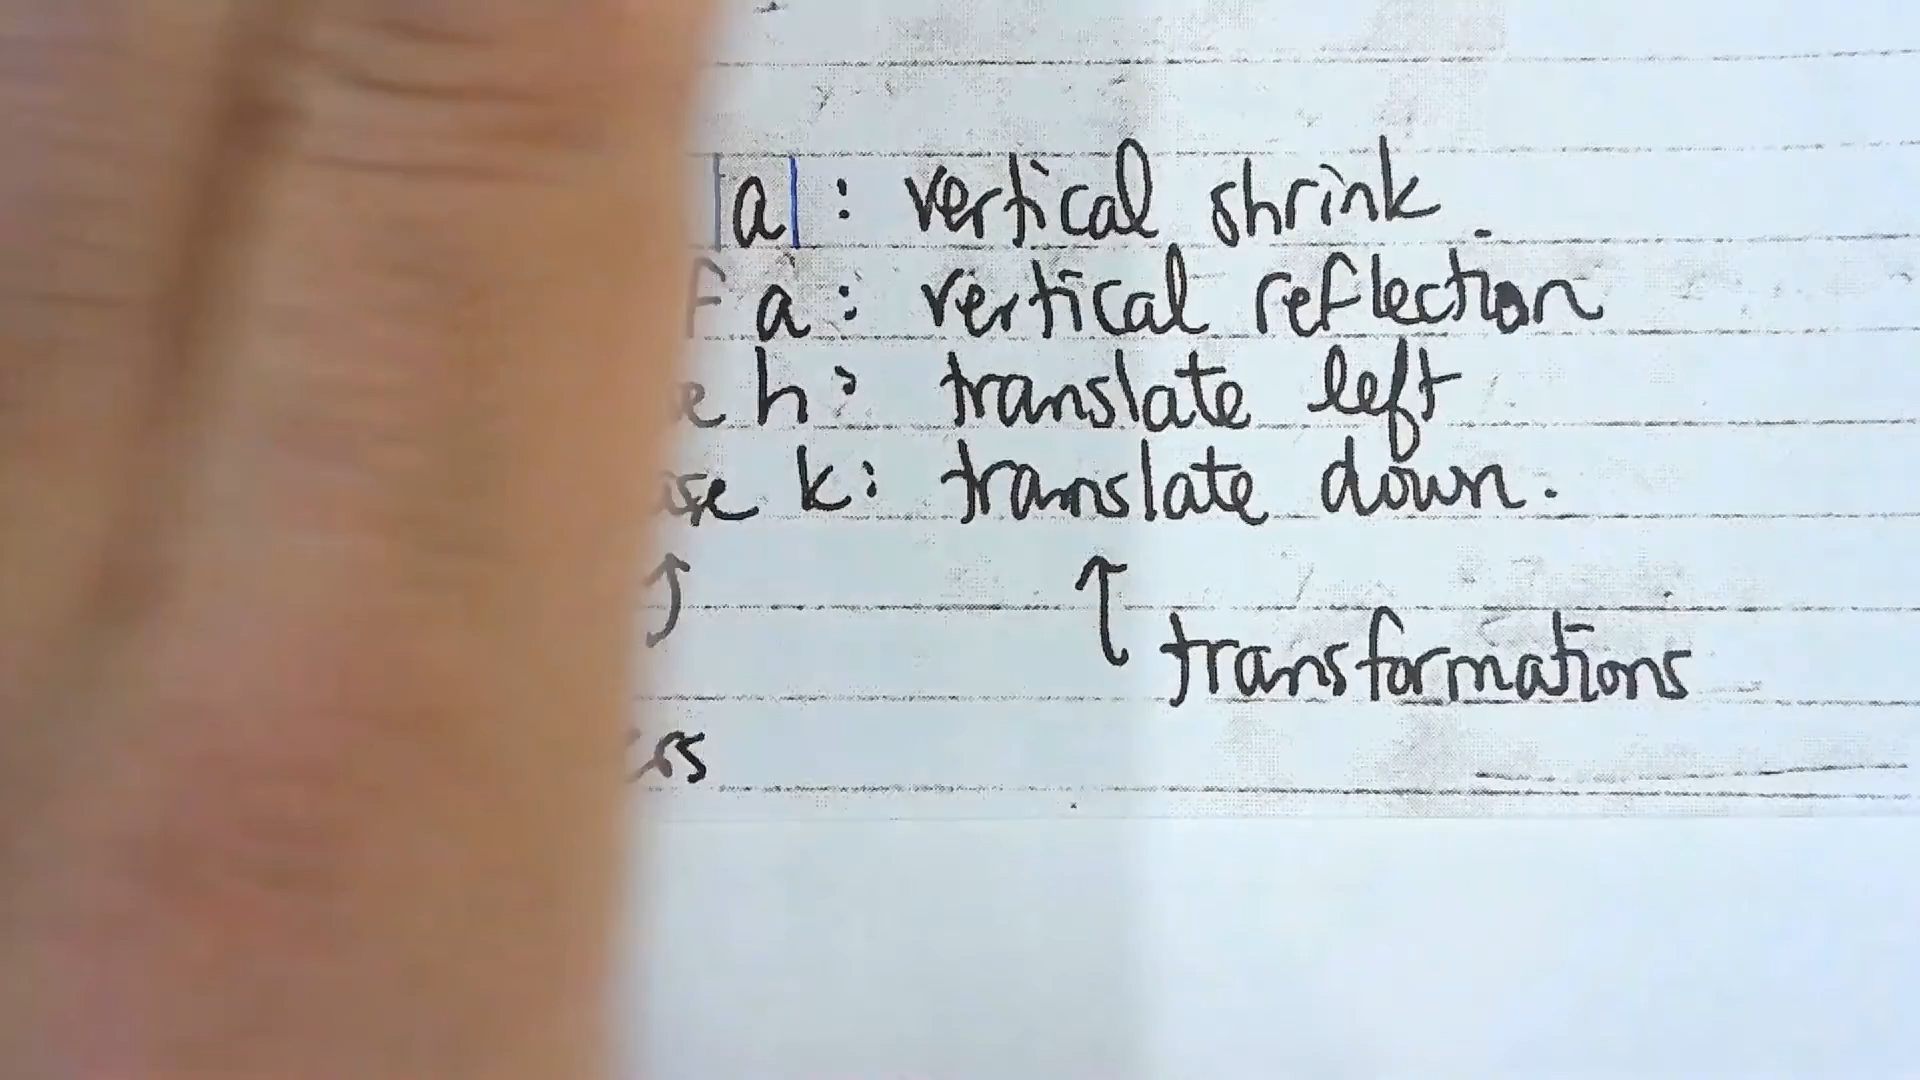 |a| : vertical shrink.
a : vertical reflection
h : translate left
k : translate down.
transformations